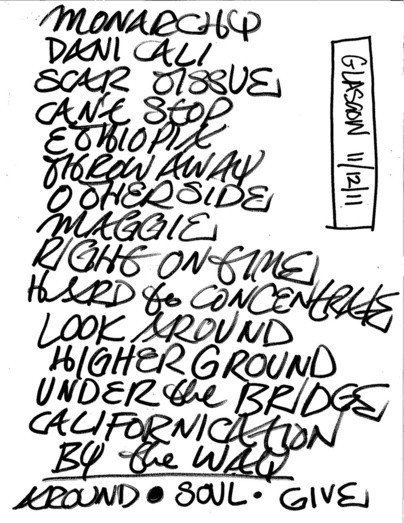 MONARCHY
DANI CALI
SCAR TISSUE
CAN'T STOP
ETHIOPIA
THROW AWAY
OTHERSIDE
MAGGIE
RIGHT ON TIME
HARD to CONCENTRATE
LOOK AROUND
HIGHER GROUND
UNDER the BRIDGE
CALIFORNICATION
BY the WAY
AROUND • SOUL • GIVE
GLASGOW 11/12/11